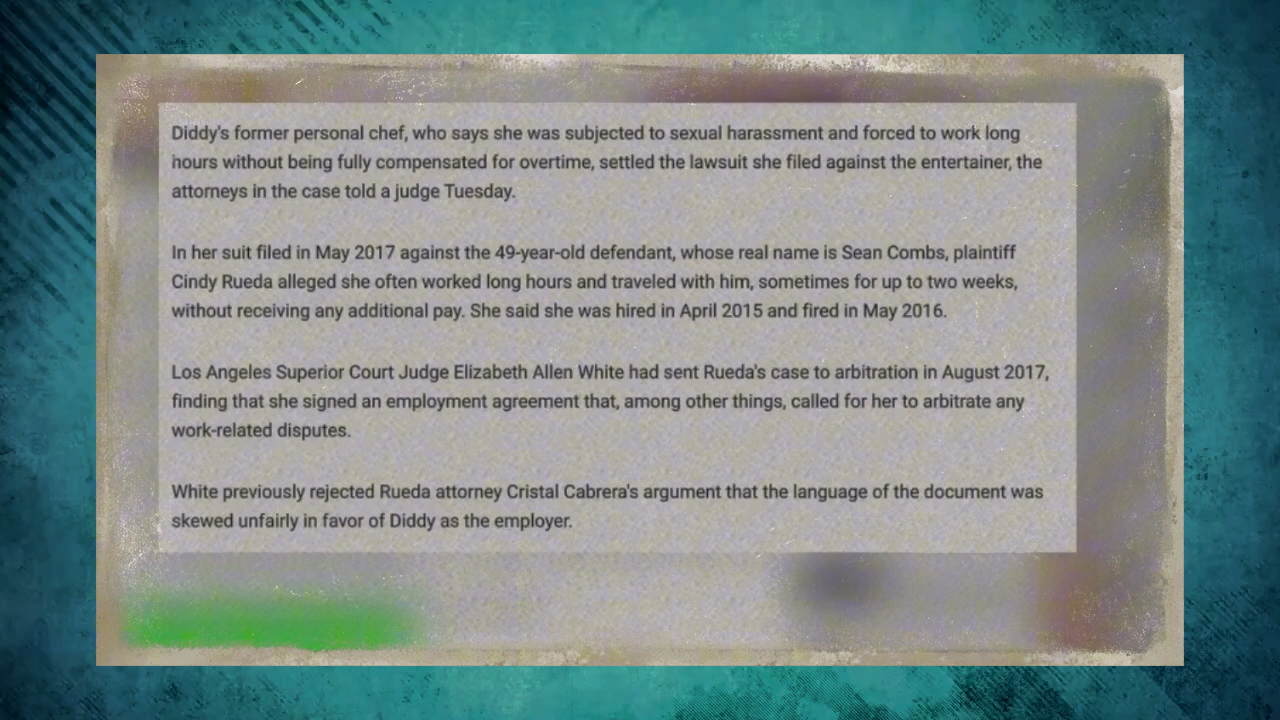 Diddy's former personal chef, who says she was subjected to sexual harassment and forced to work long
hours without being fully compensated for overtime, settled the lawsuit she filed against the entertainer, the
attorneys in the case told a judge Tuesday.
In her suit filed in May 2017 against the 49-year-old defendant, whose real name is Sean Combs, plaintiff
Cindy Rueda alleged she often worked long hours and traveled with him, sometimes for up to two weeks,
without receiving any additional pay. She said she was hired in April 2015 and fired in May 2016.
Los Angeles Superior Court Judge Elizabeth Allen White had sent Rueda's case to arbitration in August 2017,
finding that she signed an employment agreement that, among other things, called for her to arbitrate any
work-related disputes.
White previously rejected Rueda attorney Cristal Cabrera's argument that the language of the document was
skewed unfairly in favor of Diddy as the employer.